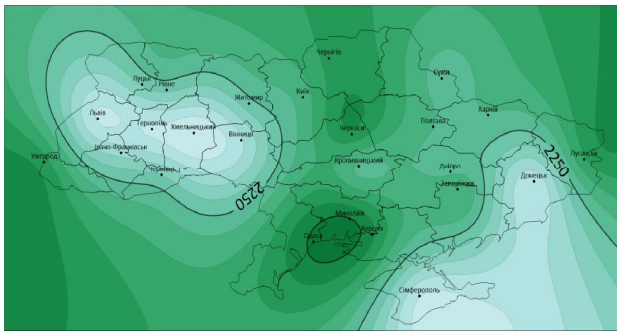 Чернігів
Луцьк
Рівне
Суми
Житомир
Київ
Львів
Харків
Тернопіль
Хмельницький
Полтава
Черкаси
Вінниця
Івано-Франківськ
Ужгород
Кропивницький
Луганськ
2250
Дніпро
Чернівці
Донецьк
Запоріжжя
2250
Миколаїв
Одеса
Херсон
Сімферополь